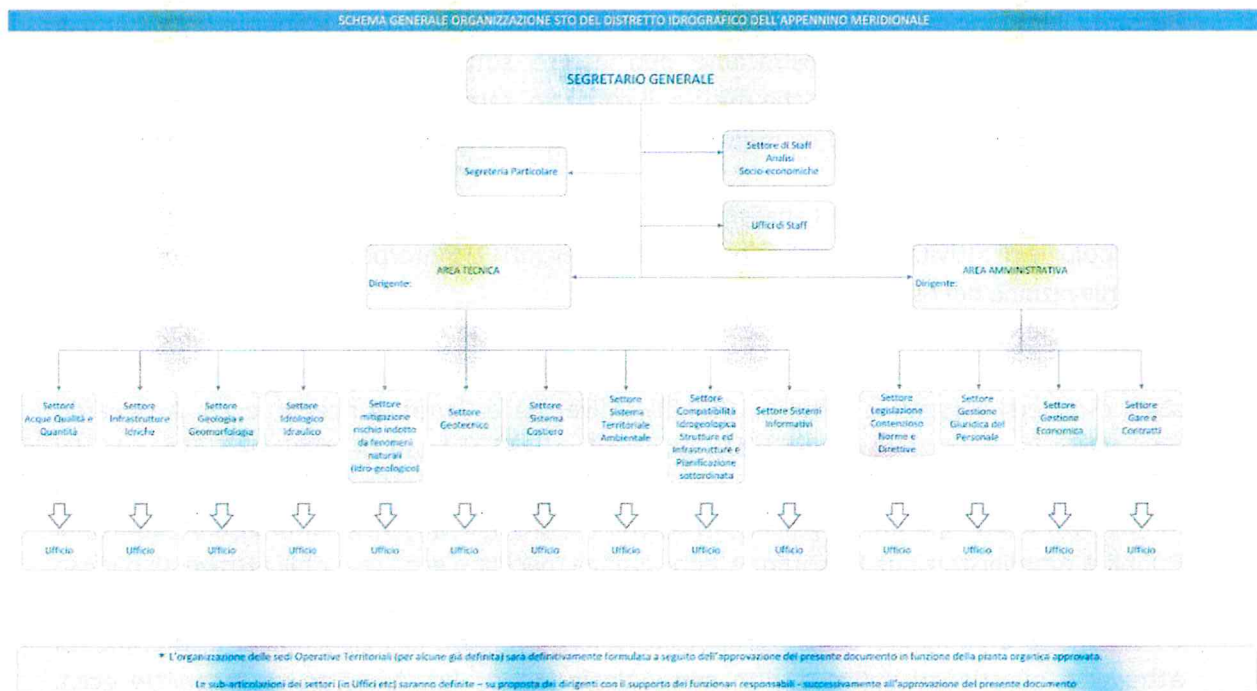 SCHEMA GENERALE ORGANIZZAZIONE STO DEL DISTRETTO IDROGRAFICO DELL'APPENNINO MERIDIONALE
SEGRETARIO GENERALE
Settore di Staff
Analisi
Socio-economiche
Segreteria Particolare
Uffici di Staff
AREA TECNICA
Dirigente:
AREA AMMINISTRATIVA
Dirigente:
Settore
Acque Qualità e
Quantità
Settore
Infrastrutture
Idriche
Settore
Geologia e
Geomorfologia
Settore
Idrologico
Idraulico
Settore
mitigazione
rischio indotto
da fenomeni
naturali
(idro-geologico)
Settore
Geotecnico
Settore
Sistema
Costiero
Settore
Sistema
Territoriale
Ambientale
Settore
Compatibilità
Idrogeologica
Strutture ed
Infrastrutture e
Planificazione
sottordinata
Settore Sistemi
Informativi
Settore
Legislazione
Contenzioso
Norme e
Direttive
Settore
Gestione
Giuridica del
Personale
Settore
Gestione
Economica
Settore
Gare e
Contratti
Ufficio
Ufficio
Ufficio
Ufficio
Ufficio
Ufficio
Ufficio
Ufficio
Ufficio
Ufficio
Ufficio
Ufficio
Ufficio
Ufficio
* L'organizzazione delle sedi Operative Territoriali (per alcune già definita) sarà definitivamente formulata a seguito dell'approvazione del presente documento in funzione della pianta organica approvata.
Le sub-articolazioni dei settori (in Uffici etc) saranno definite – su proposta dei dirigenti con il supporto dei funzionari responsabili - successivamente all'approvazione del presente documento